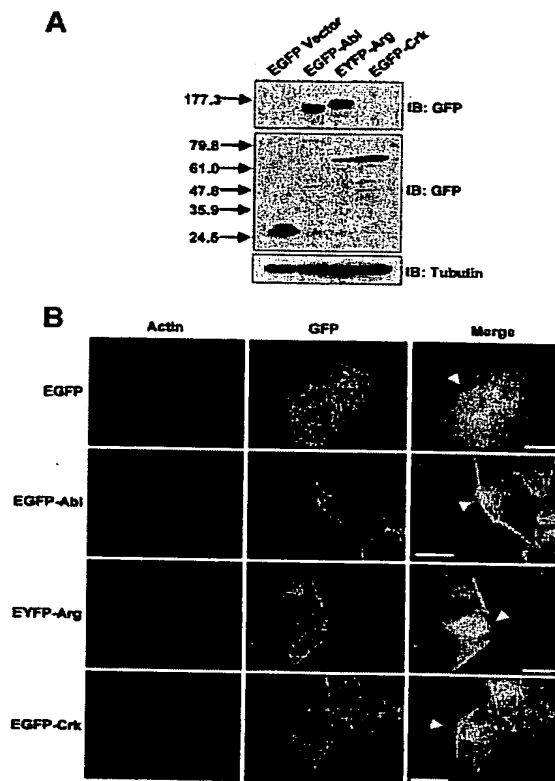 A
EGFP Vector
EGFP-Abl
EYFP-Arg
EGFP-Crk
177.3
IB: GFP
79.8
61.0
47.8
35.9
24.5
IB: GFP
IB: Tubulin
B
Actin GFP Merge
EGFP
EGFP-Abl
EYFP-Arg
EGFP-Crk